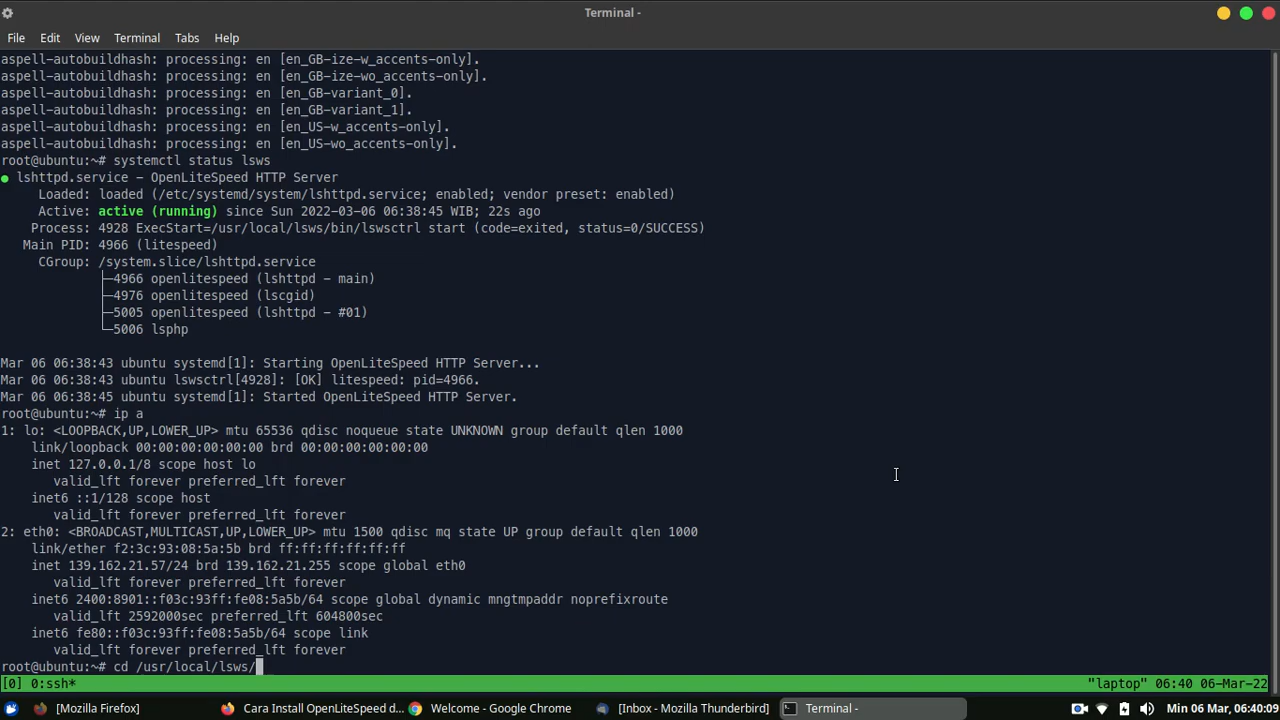 Terminal -
File Edit View Terminal Tabs Help
aspell-autobuildhash: processing: en [en_GB-ize-w_accents-only].
aspell-autobuildhash: processing: en [en_GB-ize-wo_accents-only].
aspell-autobuildhash: processing: en [en_GB-variant_0].
aspell-autobuildhash: processing: en [en_GB-variant_1].
aspell-autobuildhash: processing: en [en_US-w_accents-only].
aspell-autobuildhash: processing: en [en_US-wo_accents-only].
root@ubuntu:~# systemctl status lsws
● lshttpd.service - OpenLiteSpeed HTTP Server
Loaded: loaded (/etc/systemd/system/lshttpd.service; enabled; vendor preset: enabled)
Active: active (running) since Sun 2022-03-06 06:38:45 WIB; 22s ago
Process: 4928 ExecStart=/usr/local/lsws/bin/lswsctrl start (code=exited, status=0/SUCCESS)
Main PID: 4966 (litespeed)
CGroup: /system.slice/lshttpd.service
├─4966 openlitespeed (lshttpd - main)
├─4976 openlitespeed (lscgid)
├─5005 openlitespeed (lshttpd - #01)
└─5006 lsphp
Mar 06 06:38:43 ubuntu systemd[1]: Starting OpenLiteSpeed HTTP Server...
Mar 06 06:38:43 ubuntu lswsctrl[4928]: [OK] litespeed: pid=4966.
Mar 06 06:38:45 ubuntu systemd[1]: Started OpenLiteSpeed HTTP Server.
root@ubuntu:~# ip a
1: lo: <LOOPBACK,UP,LOWER_UP> mtu 65536 qdisc noqueue state UNKNOWN group default qlen 1000
link/loopback 00:00:00:00:00:00 brd 00:00:00:00:00:00
inet 127.0.0.1/8 scope host lo
valid_lft forever preferred_lft forever
inet6 ::1/128 scope host
valid_lft forever preferred_lft forever
2: eth0: <BROADCAST,MULTICAST,UP,LOWER_UP> mtu 1500 qdisc mq state UP group default qlen 1000
link/ether f2:3c:93:08:5a:5b brd ff:ff:ff:ff:ff:ff
inet 139.162.21.57/24 brd 139.162.21.255 scope global eth0
valid_lft forever preferred_lft forever
inet6 2400:8901::f03c:93ff:fe08:5a5b/64 scope global dynamic mngtmpaddr noprefixroute
valid_lft 2592000sec preferred_lft 604800sec
inet6 fe80::f03c:93ff:fe08:5a5b/64 scope link
valid_lft forever preferred_lft forever
root@ubuntu:~# cd /usr/local/lsws/
[0] 0:ssh* "laptop" 06:40 06-Mar-22
[Mozilla Firefox] Cara Install OpenLiteSpeed d... Welcome - Google Chrome [Inbox - Mozilla Thunderbird] Terminal - Min 06 Mar, 06:40:09